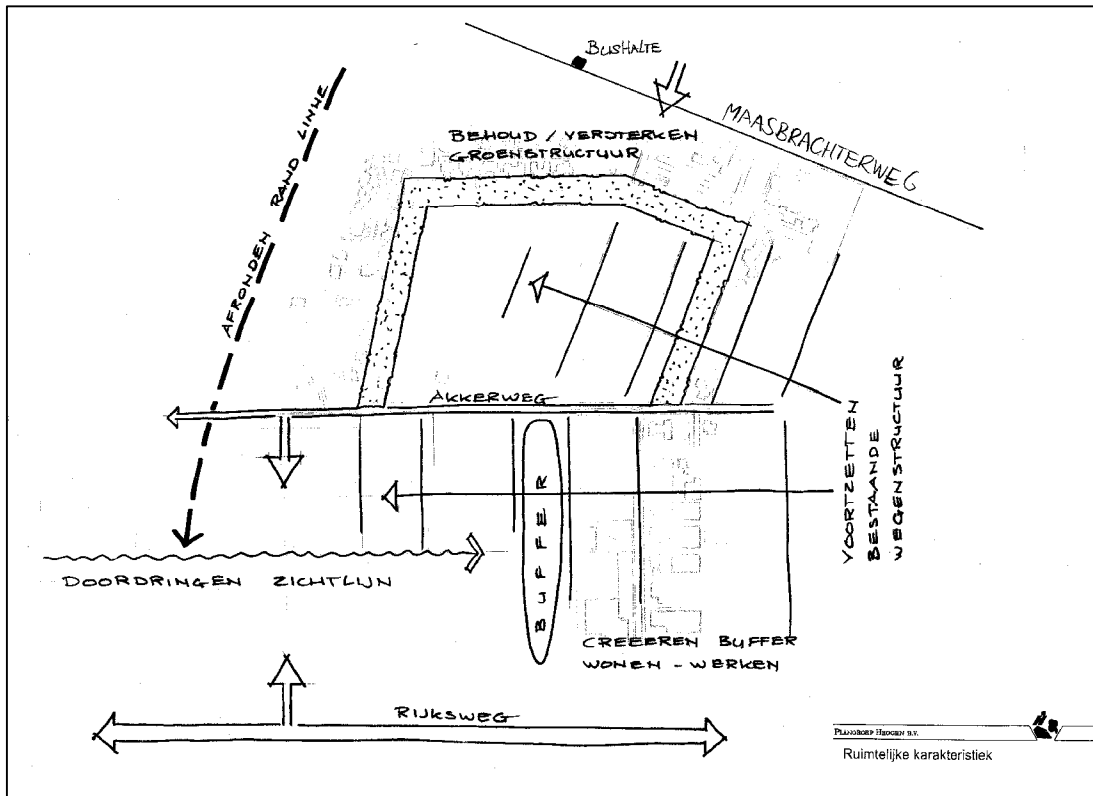 BUSHALTE
MAASBRACHTERWEG
BEHOUD / VERSTERKEN
GROENSTRUCTUUR
AFRONDEN RAND LINNE
AKKERWEG
VOORTZETTEN
BESTAANDE
WEGENSTRUCTUUR
BUFFER
DOORDRINGEN ZICHTLIJN
CREEEREN BUFFER
WONEN - WERKEN
RIJKSWEG
PLANGROEP HEGGEN B.V.
Ruimtelijke karakteristiek